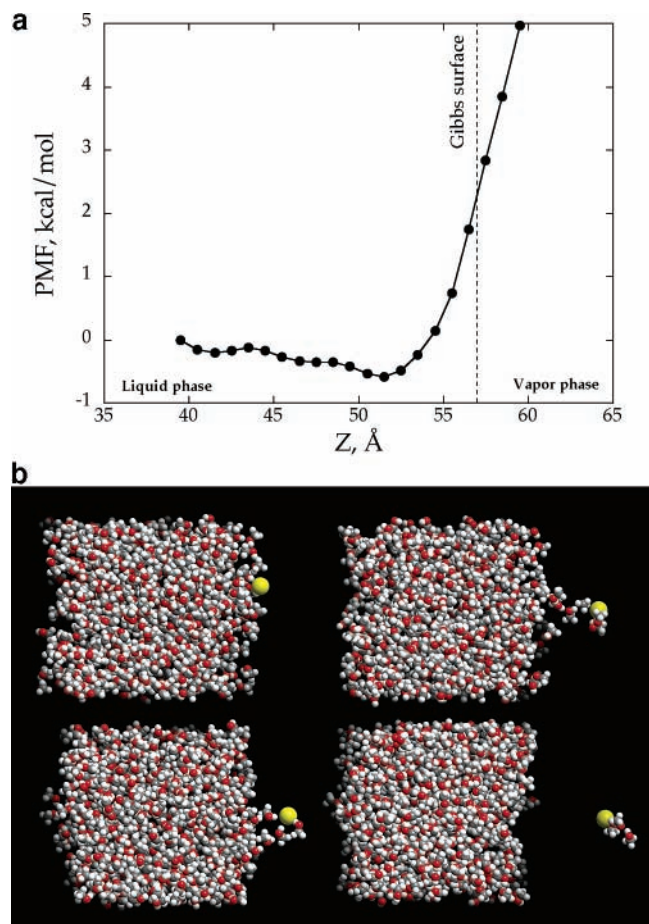 a
5
4
3
2
1
0
-1
PMF, kcal/mol
Gibbs surface
Liquid phase
Vapor phase
35
40
45
50
55
60
65
Z, Å
b